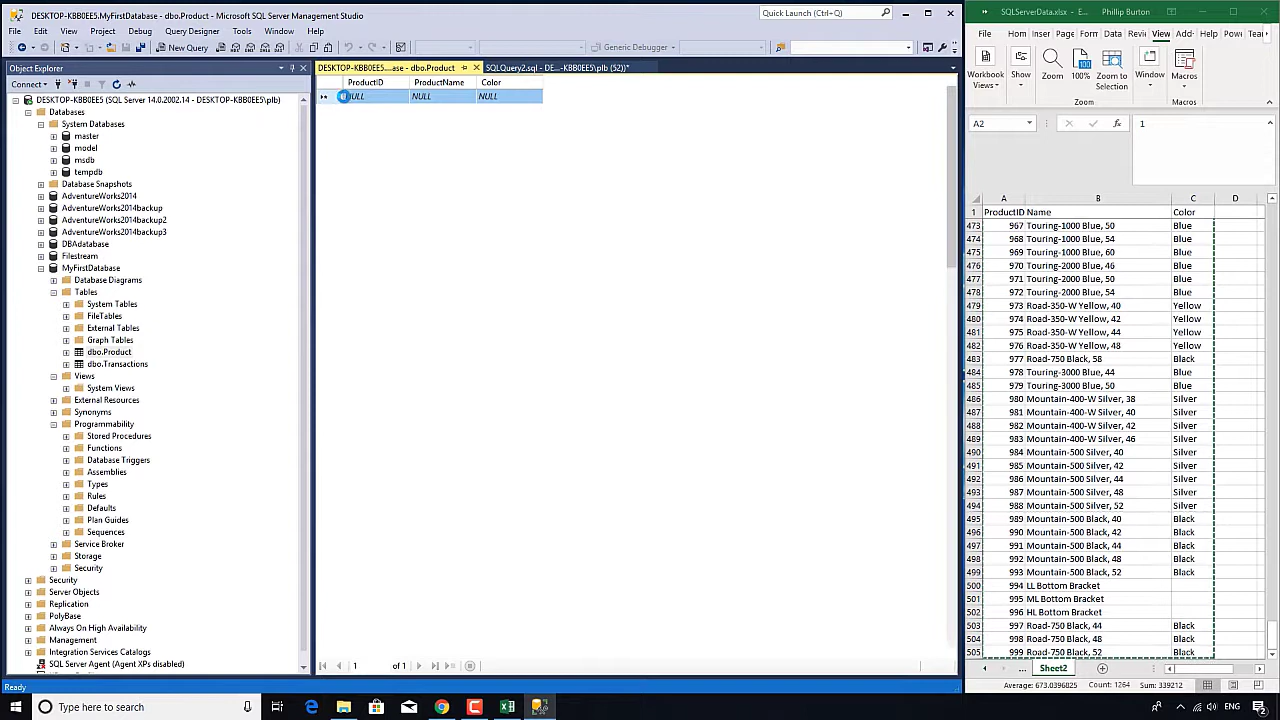 DESKTOP-KBB0EE5.MyFirstDatabase - dbo.Product - Microsoft SQL Server Management Studio
Quick Launch (Ctrl+Q)
File Edit View Project Debug Query Designer Tools Window Help
New Query
Generic Debugger
Object Explorer
Connect
DESKTOP-KBB0EE5 (SQL Server 14.0.2002.14 - DESKTOP-KBB0EE5\plb)
Databases
System Databases
master
model
msdb
tempdb
Database Snapshots
AdventureWorks2014
AdventureWorks2014backup
AdventureWorks2014backup2
AdventureWorks2014backup3
DBAdatabase
Filestream
MyFirstDatabase
Database Diagrams
Tables
System Tables
FileTables
External Tables
Graph Tables
dbo.Product
dbo.Transactions
Views
System Views
External Resources
Synonyms
Programmability
Stored Procedures
Functions
Database Triggers
Assemblies
Types
Rules
Defaults
Plan Guides
Sequences
Service Broker
Storage
Security
Security
Server Objects
Replication
PolyBase
Always On High Availability
Management
Integration Services Catalogs
SQL Server Agent (Agent XPs disabled)
DESKTOP-KBB0EE5....ase - dbo.Product
SQLQuery2.sql - DE...-KBB0EE5\plb (52))*
ProductID ProductName Color
NULL NULL NULL
1 of 1
Ready
SQLServerData.xlsx - E... Phillip Burton
File Hom Inser Page Form Data Revi View Add- Help Powe Tear
Workbook Views
Show
Zoom
100%
Zoom to Selection
Window
Macros
Zoom
Macros
A2 fx 1
A B C D
1 ProductID Name Color
473 967 Touring-1000 Blue, 50 Blue
474 968 Touring-1000 Blue, 54 Blue
475 969 Touring-1000 Blue, 60 Blue
476 970 Touring-2000 Blue, 46 Blue
477 971 Touring-2000 Blue, 50 Blue
478 972 Touring-2000 Blue, 54 Blue
479 973 Road-350-W Yellow, 40 Yellow
480 974 Road-350-W Yellow, 42 Yellow
481 975 Road-350-W Yellow, 44 Yellow
482 976 Road-350-W Yellow, 48 Yellow
483 977 Road-750 Black, 58 Black
484 978 Touring-3000 Blue, 44 Blue
485 979 Touring-3000 Blue, 50 Blue
486 980 Mountain-400-W Silver, 38 Silver
487 981 Mountain-400-W Silver, 40 Silver
488 982 Mountain-400-W Silver, 42 Silver
489 983 Mountain-400-W Silver, 46 Silver
490 984 Mountain-500 Silver, 40 Silver
491 985 Mountain-500 Silver, 42 Silver
492 986 Mountain-500 Silver, 44 Silver
493 987 Mountain-500 Silver, 48 Silver
494 988 Mountain-500 Silver, 52 Silver
495 989 Mountain-500 Black, 40 Black
496 990 Mountain-500 Black, 42 Black
497 991 Mountain-500 Black, 44 Black
498 992 Mountain-500 Black, 48 Black
499 993 Mountain-500 Black, 52 Black
500 994 LL Bottom Bracket
501 995 ML Bottom Bracket
502 996 HL Bottom Bracket
503 997 Road-750 Black, 44 Black
504 998 Road-750 Black, 48 Black
505 999 Road-750 Black, 52 Black
... Sheet2
Average: 673.0396825 Count: 1264 Sum: 339212
Type here to search
ENG
2